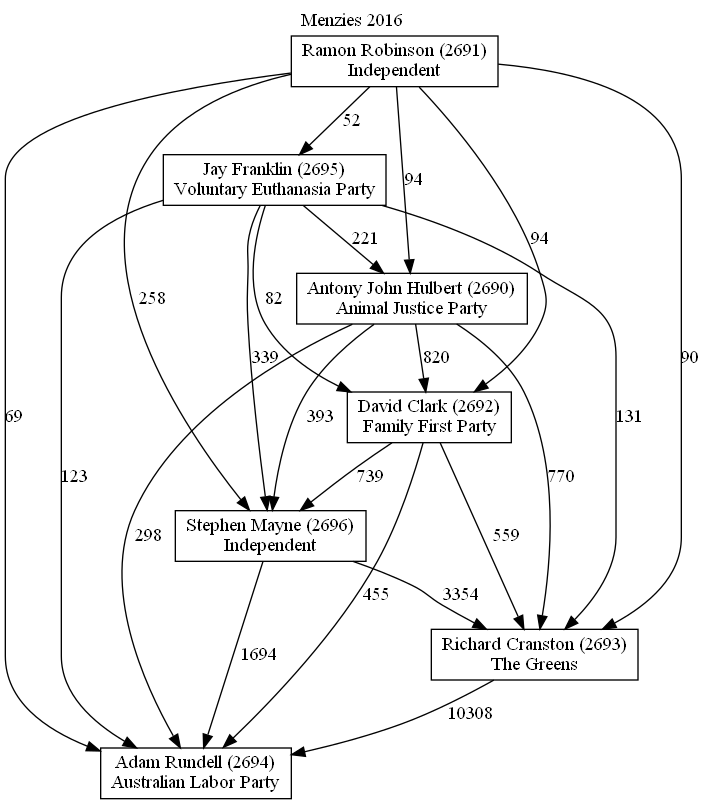 Menzies 2016
Ramon Robinson (2691)
Independent
52
Jay Franklin (2695)
Voluntary Euthanasia Party
94
221
94
Antony John Hulbert (2690)
Animal Justice Party
258
82
339
820
69
393
David Clark (2692)
Family First Party
131
90
123
739
770
Stephen Mayne (2696)
Independent
298
559
455
3354
1694
Richard Cranston (2693)
The Greens
10308
Adam Rundell (2694)
Australian Labor Party